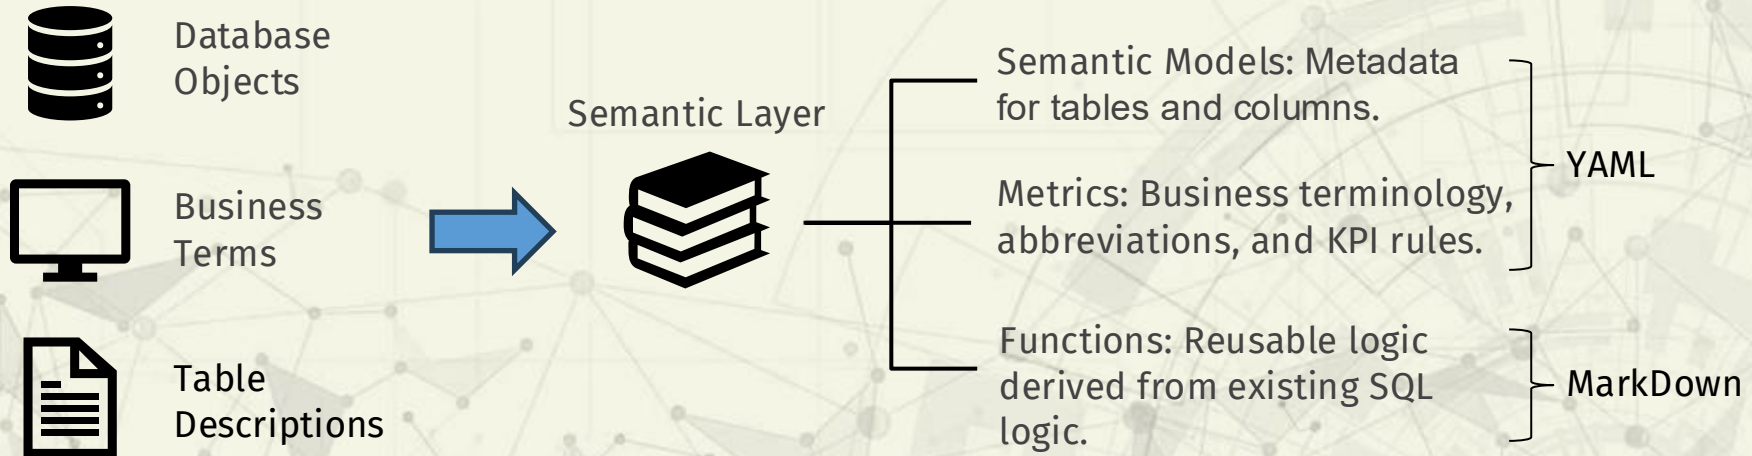 Database
Objects
Business
Terms
Table
Descriptions
Semantic Layer
Semantic Models: Metadata
for tables and columns.
Metrics: Business terminology,
abbreviations, and KPI rules.
Functions: Reusable logic
derived from existing SQL
logic.
YAML
MarkDown